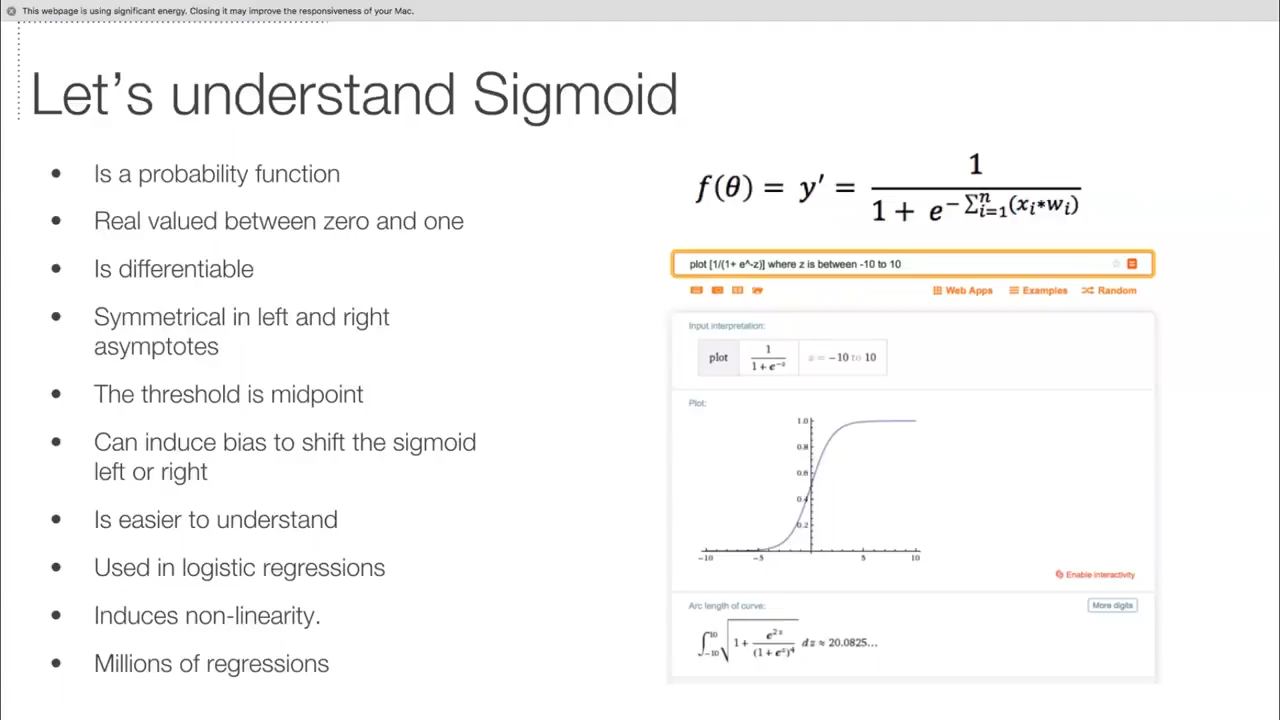 This webpage is using significant energy. Closing it may improve the responsiveness of your Mac.
Let's understand Sigmoid
• Is a probability function
• Real valued between zero and one
• Is differentiable
• Symmetrical in left and right
asymptotes
• The threshold is midpoint
• Can induce bias to shift the sigmoid
left or right
• Is easier to understand
• Used in logistic regressions
• Induces non-linearity.
• Millions of regressions
f(θ) = y′ = 1 / (1 + e^(− Σ_{i=1}^{n}(x_i*w_i)))
plot [1/(1+ e^-z)] where z is between -10 to 10
Web Apps Examples Random
Input interpretation:
plot 1/(1 + e^(-z)) z = −10 to 10
Plot:
1.0
0.8
0.6
0.4
0.2
−10 −5 5 10
Enable interactivity
Arc length of curve: More digits
∫_{-10}^{10} √(1 + e^(2z)/(1 + e^z)^4) dz ≈ 20.0825...